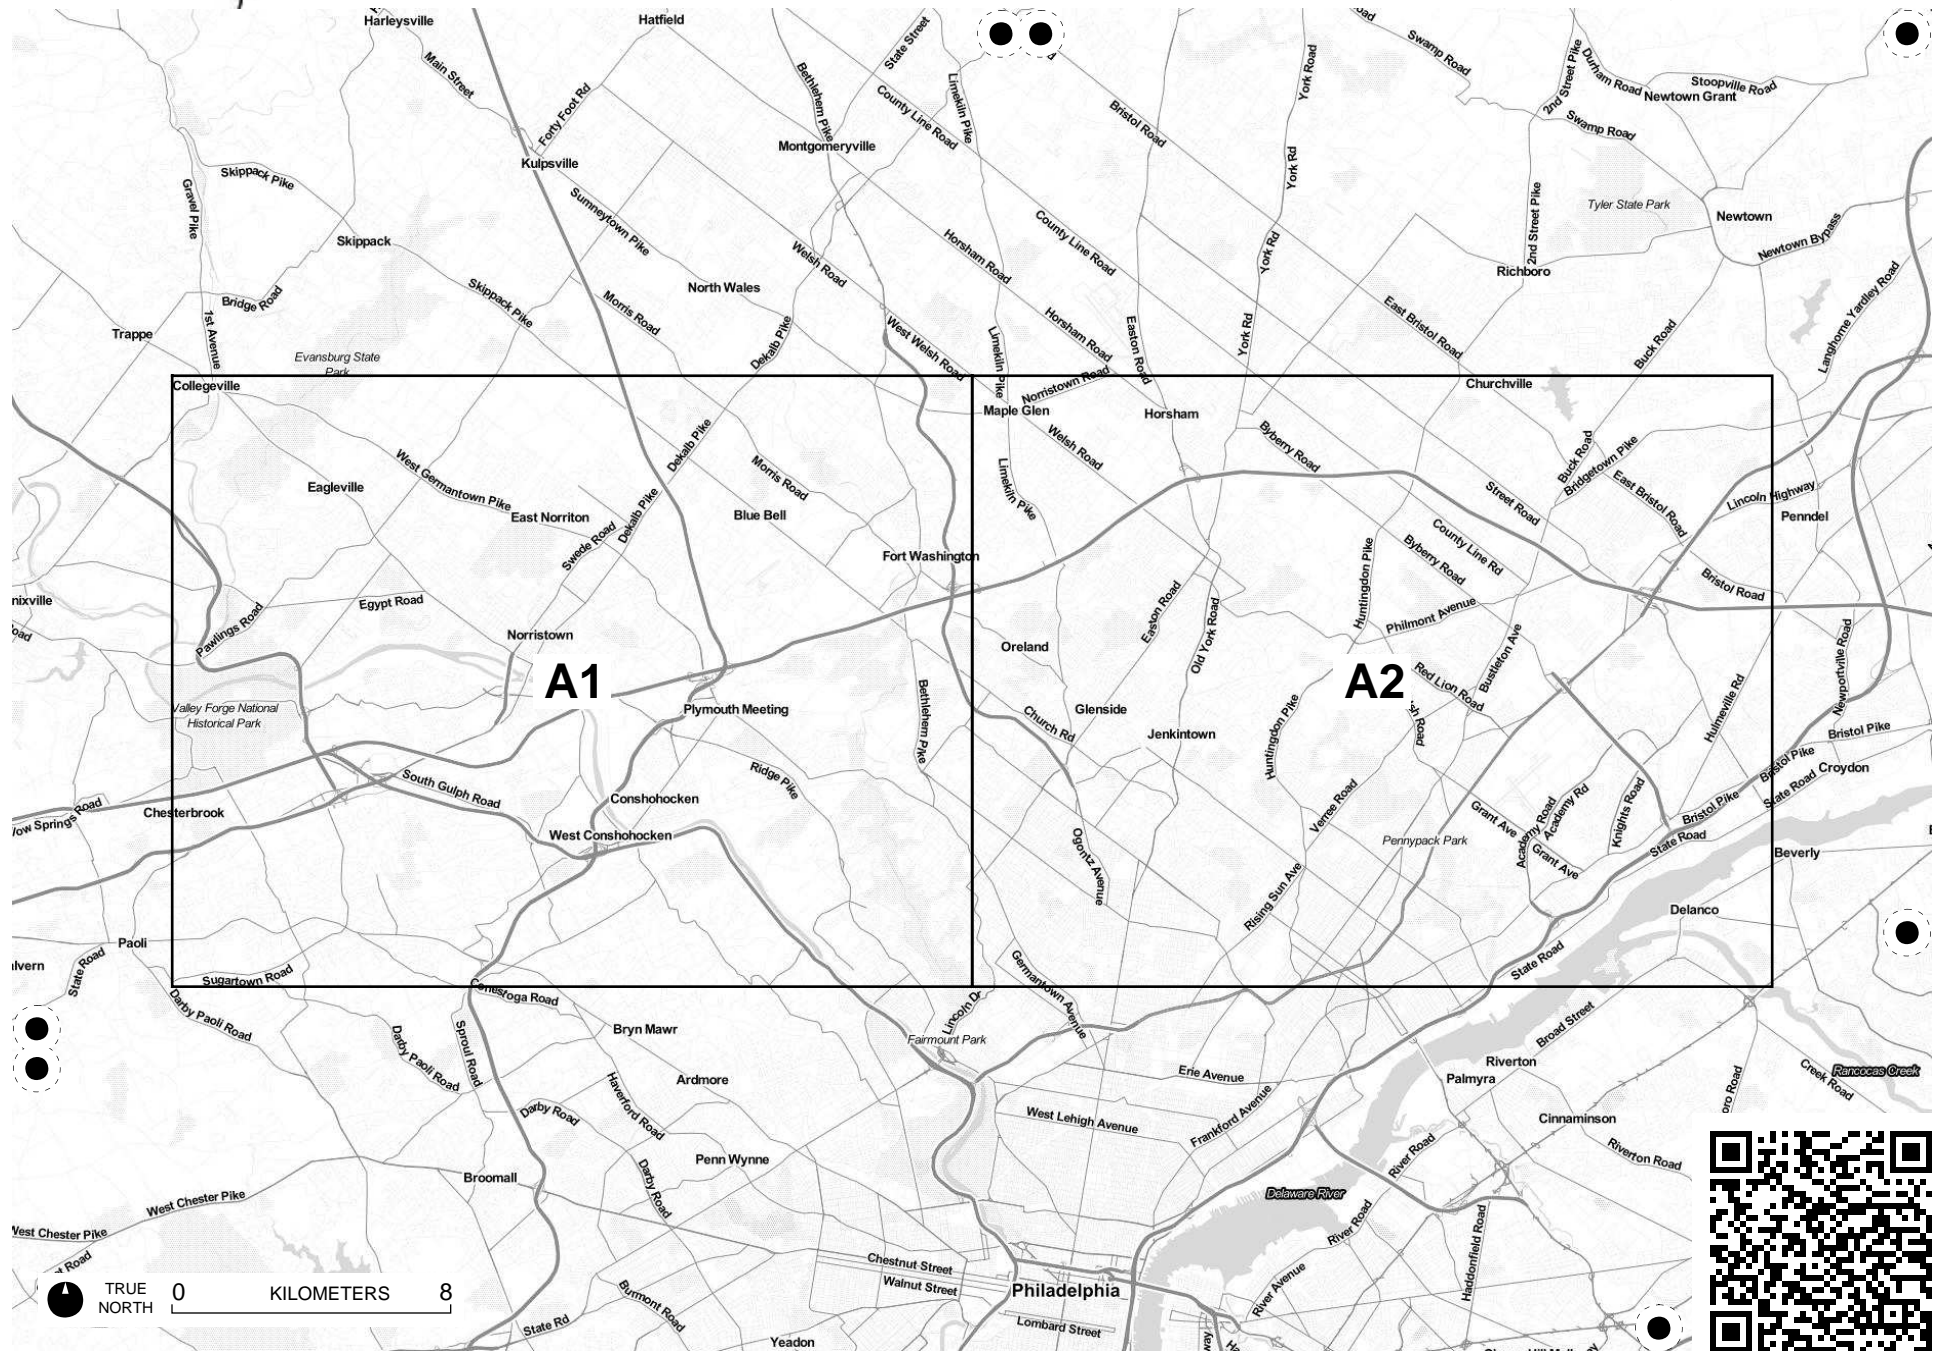 Harleysville
Hatfield
State Street
Main Street
Bethlehem Pike
Limekiln Pike
County Line Road
Forty Foot Rd
Bristol Road
York Road
Swamp Road
2nd Street Pike
Durham Road
Stoopville Road
Newtown Grant
Swamp Road
Montgomeryville
Kulpsville
York Rd
Skippack Pike
Gravel Pike
Sumneytown Pike
Skippack
Welsh Road
Horsham Road
County Line Road
York Rd
2nd Street Pike
Tyler State Park
Newtown
Newtown Bypass
Richboro
North Wales
Bridge Road
Skippack Pike
Morris Road
1st Avenue
Trappe
Evansburg State
Park
Dekalb Pike
West Welsh Road
Limekiln Pike
Horsham Road
Easton Road
York Rd
East Bristol Road
Buck Road
Langhorne Yardley Road
Collegeville
Norristown Road
Maple Glen
Horsham
Churchville
Dekalb Pike
West Germantown Pike
Morris Road
Welsh Road
Byberry Road
Buck Road
Bridgetown Pike
Eagleville
East Norriton
Swede Road
Dekalb Pike
Blue Bell
Limekiln Pike
Street Road
East Bristol Road
Lincoln Highway
Penndel
Fort Washington
Huntingdon Pike
County Line Rd
Byberry Road
Bristol Road
nixville
oad
Pawlings Road
Egypt Road
Norristown
Easton Road
Old York Road
Philmont Avenue
Oreland
Bustleton Ave
Newportville Road
A1
A2
Red Lion Road
Valley Forge National
Historical Park
Plymouth Meeting
Bethlehem Pike
Church Rd
Glenside
Jenkintown
Huntingdon Pike
sh Road
Hulmeville Rd
Bristol Pike
Bristol Pike
Croydon
State Road
South Gulph Road
Ridge Pike
Conshohocken
Chesterbrook
low Springs Road
West Conshohocken
Ogontz Avenue
Verree Road
Pennypack Park
Grant Ave
Academy Road
Academy Rd
Knights Road
Bristol Pike
State Road
Grant Ave
Beverly
Rising Sun Ave
Delanco
Paoli
lvern
State Road
Sugartown Road
Conestoga Road
Germantown Avenue
State Road
Darby Paoli Road
Darby Paoli Road
Sproul Road
Bryn Mawr
Lincoln Dr
Fairmount Park
Broad Street
Riverton
Ardmore
Haverford Road
Erie Avenue
Palmyra
Rancocas Creek
Creek Road
oro Road
Darby Road
West Lehigh Avenue
Frankford Avenue
Cinnaminson
Penn Wynne
Darby Road
Broomall
River Road
Riverton Road
West Chester Pike
Delaware River
West Chester Pike
River Road
Haddonfield Road
Chestnut Street
Walnut Street
Philadelphia
Burmont Road
River Avenue
State Rd
Lombard Street
Yeadon
TRUE
NORTH
0 KILOMETERS 8